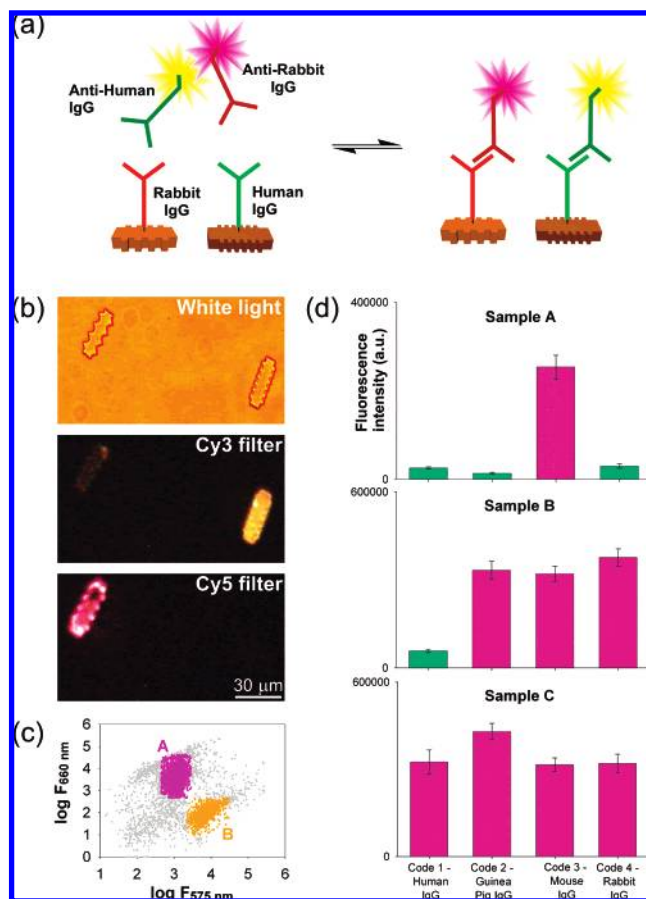 (a)
Anti-Human
IgG
Anti-Rabbit
IgG
Rabbit
IgG
Human
IgG
(b)
White light
Cy3 filter
Cy5 filter
30 μm
(c)
log F660 nm
6
5
4
3
2
1
0
A
B
1
2
3
4
5
6
log F575 nm
(d)
400000
Sample A
Fluorescence
intensity (a.u.)
0
600000
Sample B
0
600000
Sample C
0
Code 1 -
Human
IgG
Code 2 -
Guinea
Pig IgG
Code 3 -
Mouse
IgG
Code 4 -
Rabbit
IgG